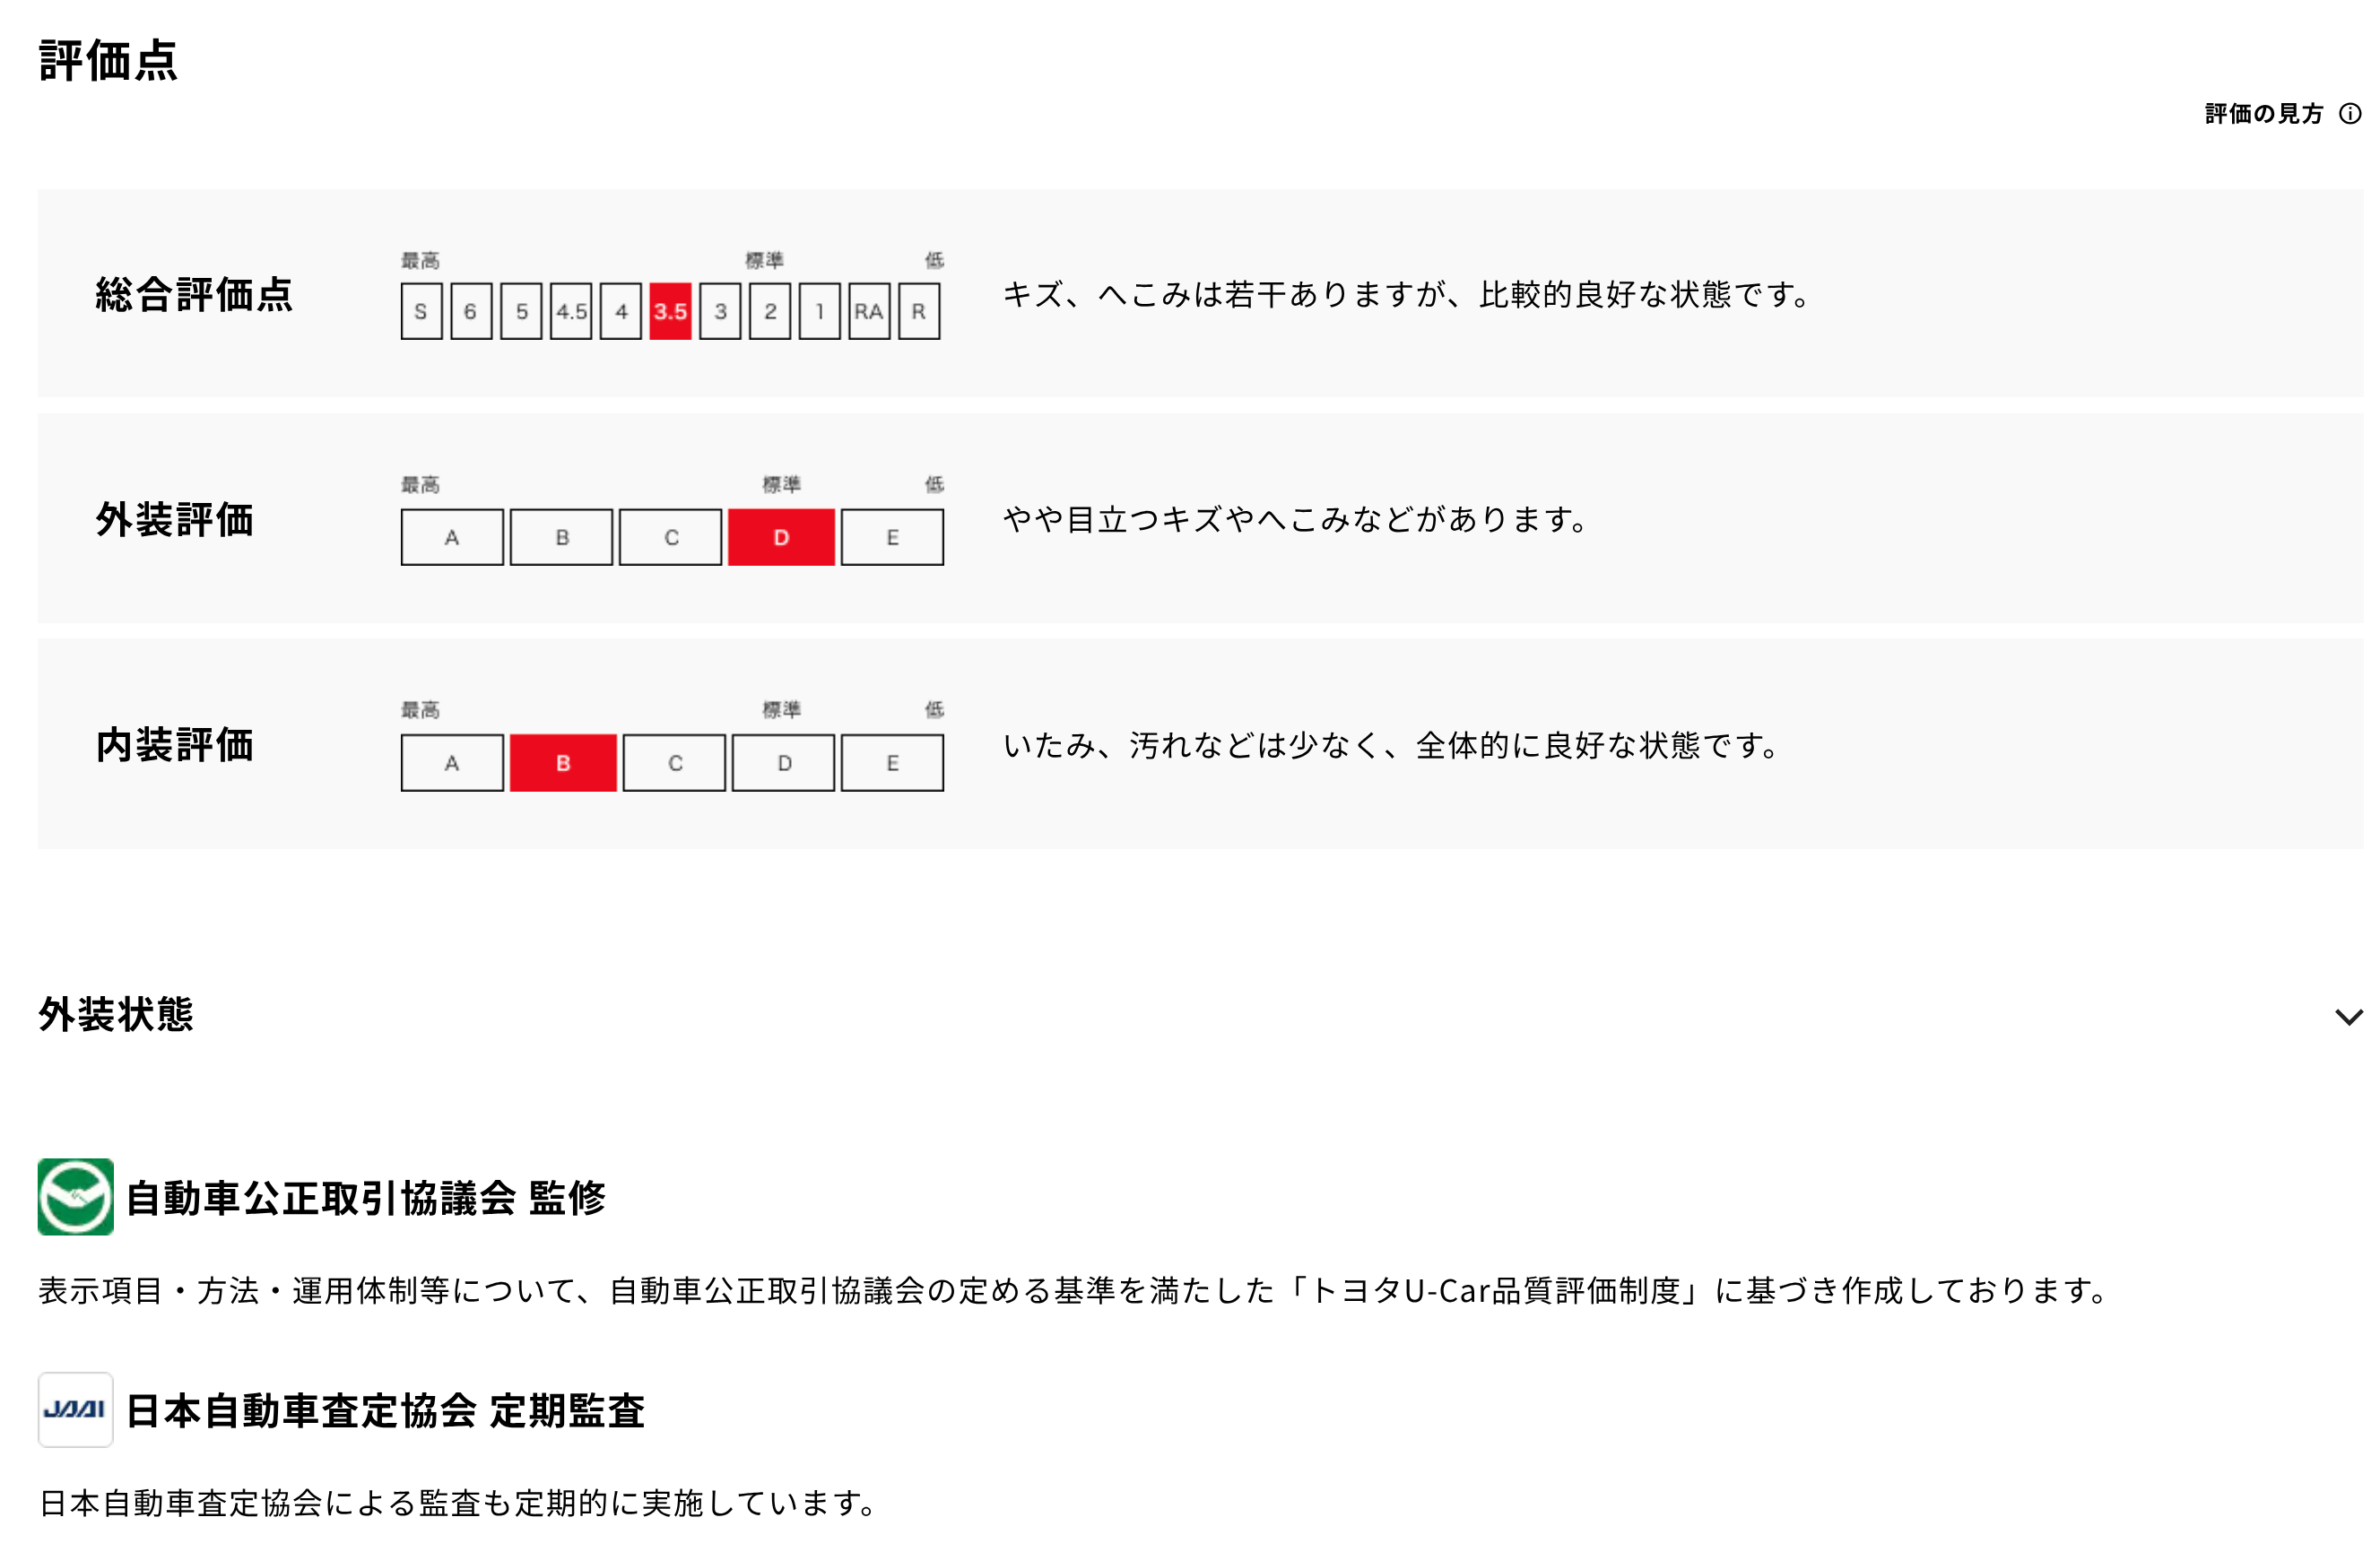 評価点
評価の見方
最高 標準 低
総合評価点
S 6 5 4.5 4 3.5 3 2 1 RA R
キズ、へこみは若干ありますが、比較的良好な状態です。
最高 標準 低
外装評価
A B C D E
やや目立つキズやへこみなどがあります。
最高 標準 低
内装評価
A B C D E
いたみ、汚れなどは少なく、全体的に良好な状態です。
外装状態
自動車公正取引協議会 監修
表示項目・方法・運用体制等について、自動車公正取引協議会の定める基準を満たした「トヨタU-Car品質評価制度」に基づき作成しております。
JAAI 日本自動車査定協会 定期監査
日本自動車査定協会による監査も定期的に実施しています。